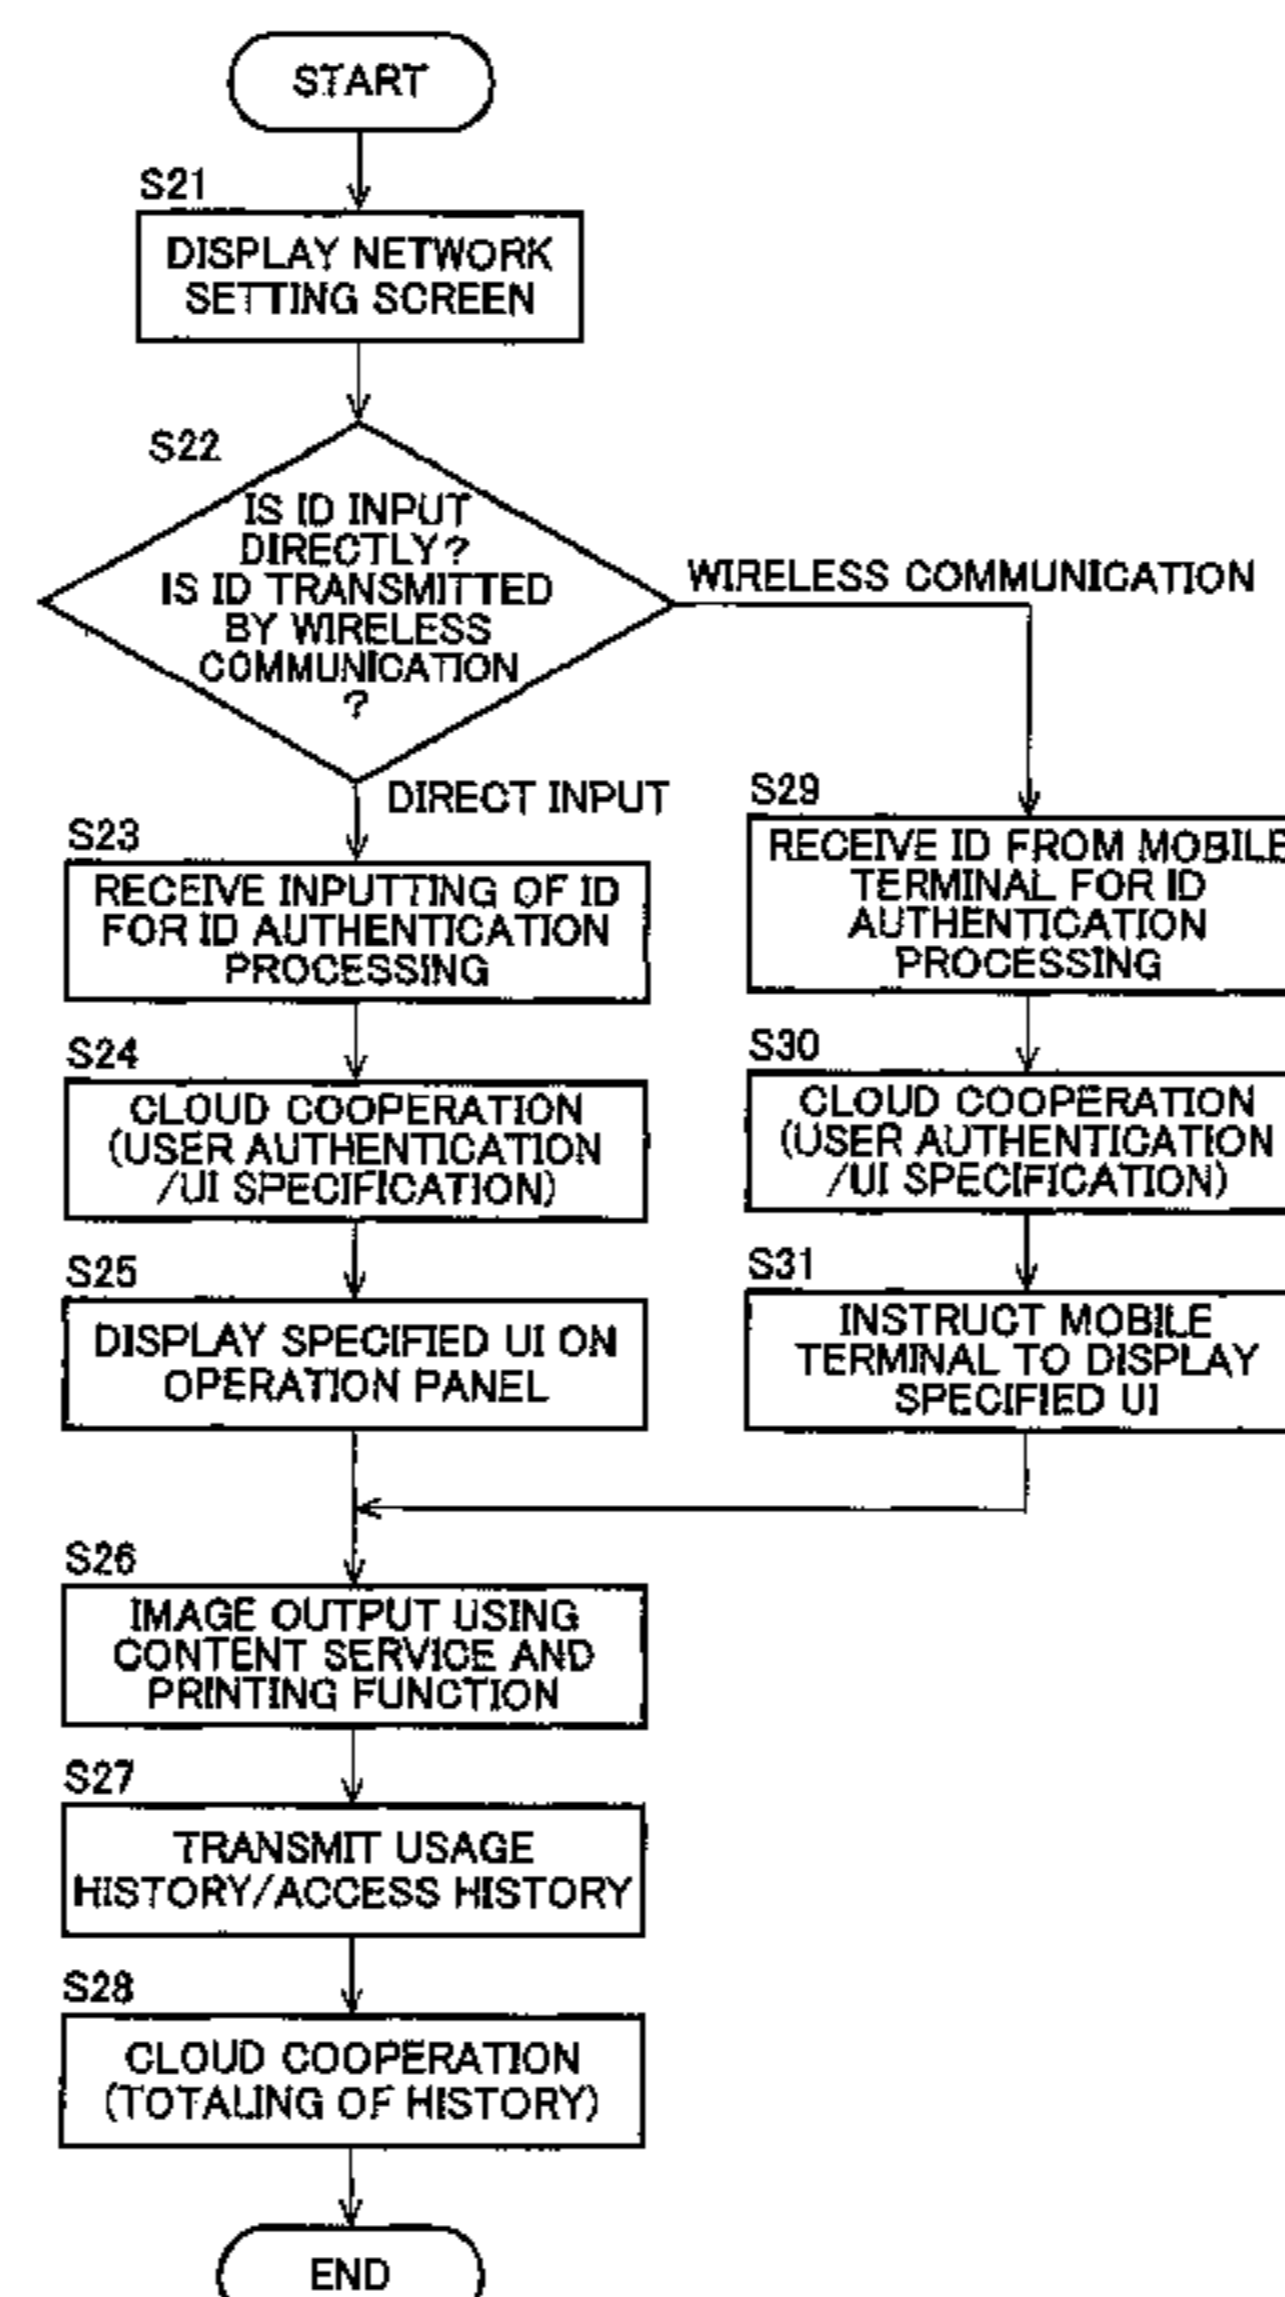 START
S21
DISPLAY NETWORK
SETTING SCREEN
S22
IS ID INPUT
DIRECTLY?
IS ID TRANSMITTED
BY WIRELESS
COMMUNICATION
?
WIRELESS COMMUNICATION
DIRECT INPUT
S23
RECEIVE INPUTTING OF ID
FOR ID AUTHENTICATION
PROCESSING
S24
CLOUD COOPERATION
(USER AUTHENTICATION
/UI SPECIFICATION)
S25
DISPLAY SPECIFIED UI ON
OPERATION PANEL
S29
RECEIVE ID FROM MOBILE
TERMINAL FOR ID
AUTHENTICATION
PROCESSING
S30
CLOUD COOPERATION
(USER AUTHENTICATION
/UI SPECIFICATION)
S31
INSTRUCT MOBILE
TERMINAL TO DISPLAY
SPECIFIED UI
S26
IMAGE OUTPUT USING
CONTENT SERVICE AND
PRINTING FUNCTION
S27
TRANSMIT USAGE
HISTORY/ACCESS HISTORY
S28
CLOUD COOPERATION
(TOTALING OF HISTORY)
END